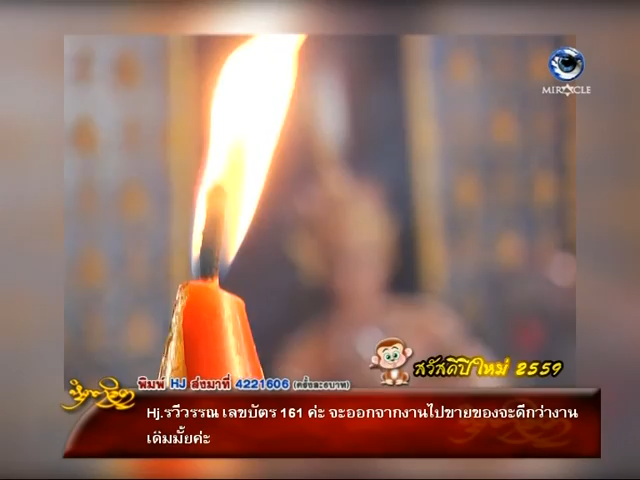 MIRACLE
สวัสดีปีใหม่ 2559
พิมพ์ HJ ส่งมาที่ 4221606 (ครั้งละ๐บาท)
Hj.รวีวรรณ เลขบัตร 161 ค่ะ จะออกจากงานไปขายของจะดีกว่างาน
เดิมมั้ยค่ะ